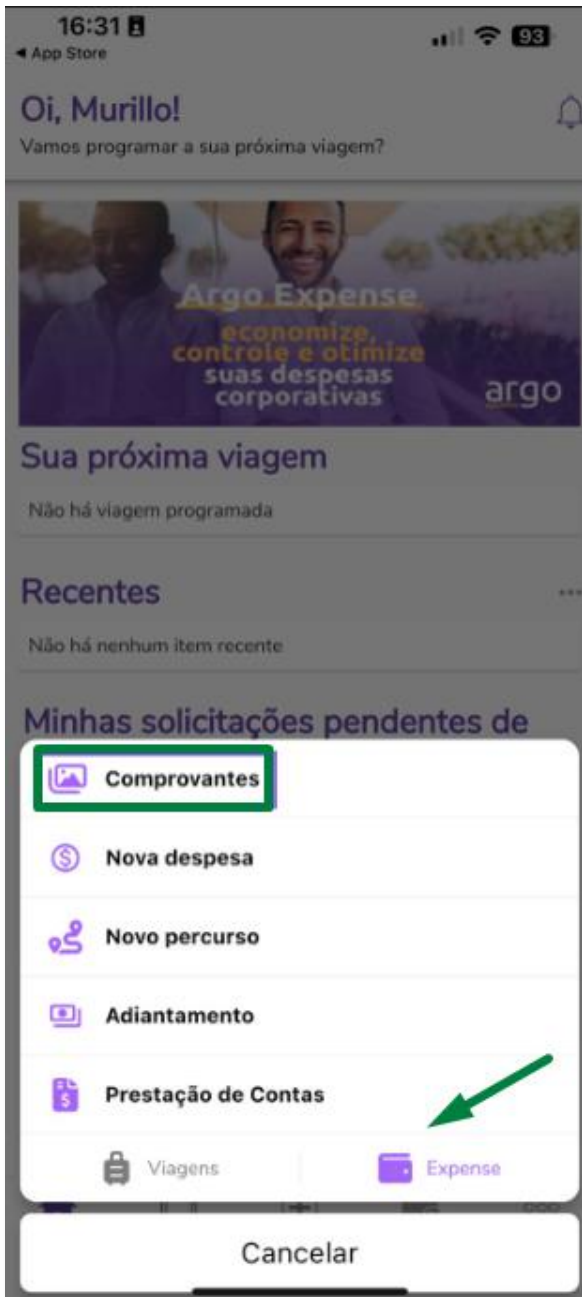 16:31
93
◀ App Store
Oi, Murillo!
Vamos programar a sua próxima viagem?
Argo Expense
economize,
controle e otimize
suas despesas
corporativas
argo
Sua próxima viagem
Não há viagem programada
Recentes
Não há nenhum item recente
Minhas solicitações pendentes de
Comprovantes
Nova despesa
Novo percurso
Adiantamento
Prestação de Contas
Viagens
Expense
Cancelar